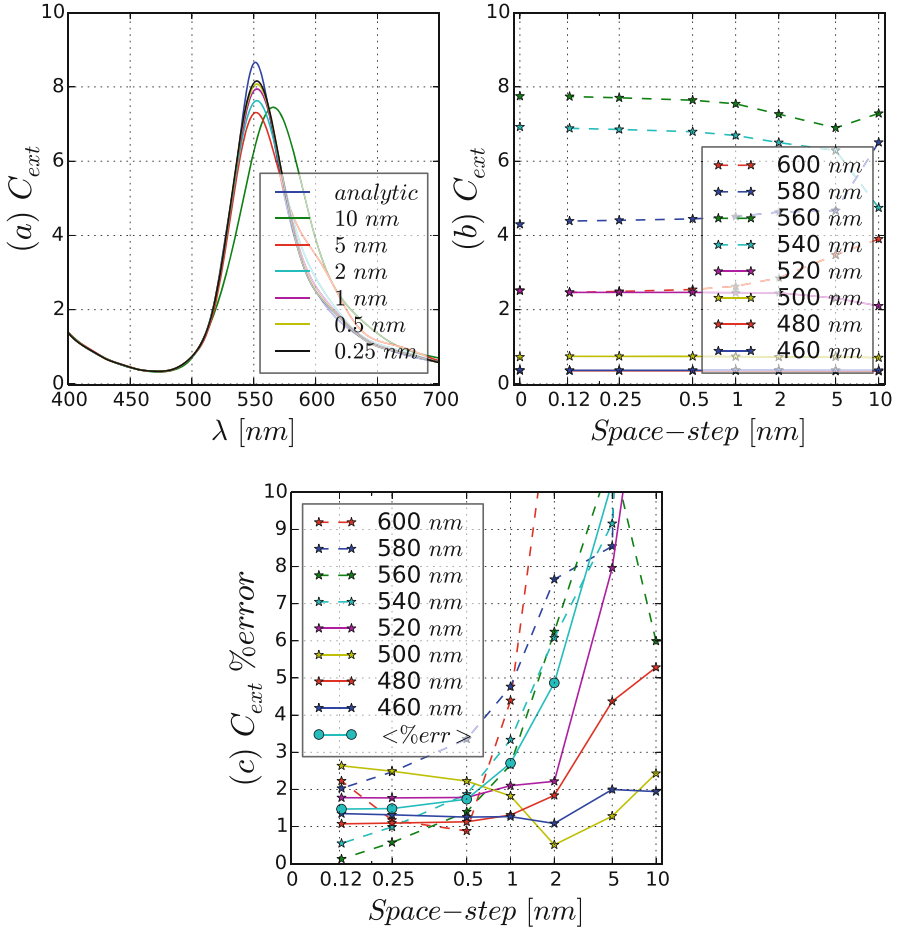 10
8
6
4
2
0
(a) C_ext
analytic
10 nm
5 nm
2 nm
1 nm
0.5 nm
0.25 nm
400 450 500 550 600 650 700
λ [nm]
10
8
6
4
2
0
(b) C_ext
600 nm
580 nm
560 nm
540 nm
520 nm
500 nm
480 nm
460 nm
0 0.12 0.25 0.5 1 2 5 10
Space−step [nm]
10
9
8
7
6
5
4
3
2
1
0
(c) C_ext %error
600 nm
580 nm
560 nm
540 nm
520 nm
500 nm
480 nm
460 nm
<%err>
0 0.12 0.25 0.5 1 2 5 10
Space−step [nm]